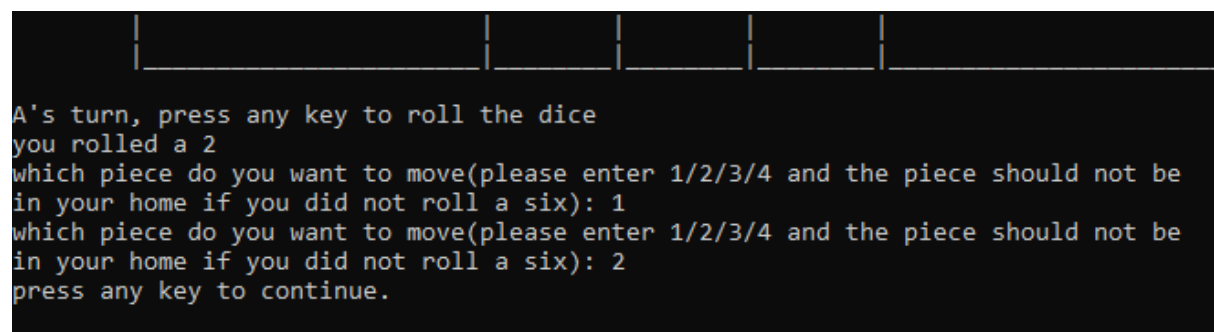 A's turn, press any key to roll the dice
you rolled a 2
which piece do you want to move(please enter 1/2/3/4 and the piece should not be
in your home if you did not roll a six): 1
which piece do you want to move(please enter 1/2/3/4 and the piece should not be
in your home if you did not roll a six): 2
press any key to continue.